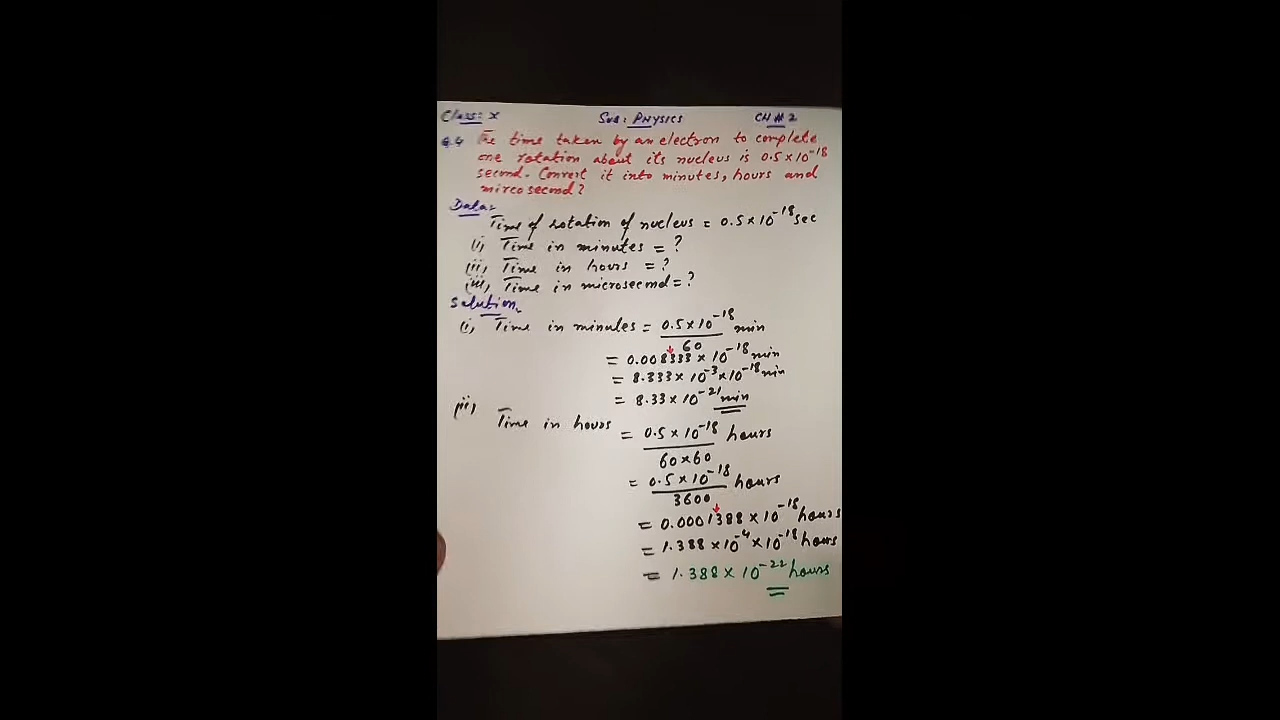 Class: X Sub: Physics CH # 2
Q.4 The time taken by an electron to complete
one rotation about its nucleus is 0.5×10⁻¹⁸
second. Convert it into minutes, hours and
mircosecond?
Data:
Time of rotation of nucleus = 0.5×10⁻¹⁸ sec
(i) Time in minutes = ?
(ii) Time in hours = ?
(iii) Time in microsecond = ?
Solution
(i) Time in minutes = 0.5×10⁻¹⁸ min
60
= 0.008333 × 10⁻¹⁸ min
= 8.333 × 10⁻³ × 10⁻¹⁸ min
= 8.33 × 10⁻²¹ min
(ii) Time in hours = 0.5 × 10⁻¹⁸ hours
60×60
= 0.5 × 10⁻¹⁸ hours
3600
= 0.0001388 × 10⁻¹⁸ hours
= 1.388 × 10⁻⁴ × 10⁻¹⁸ hours
= 1.388 × 10⁻²² hours